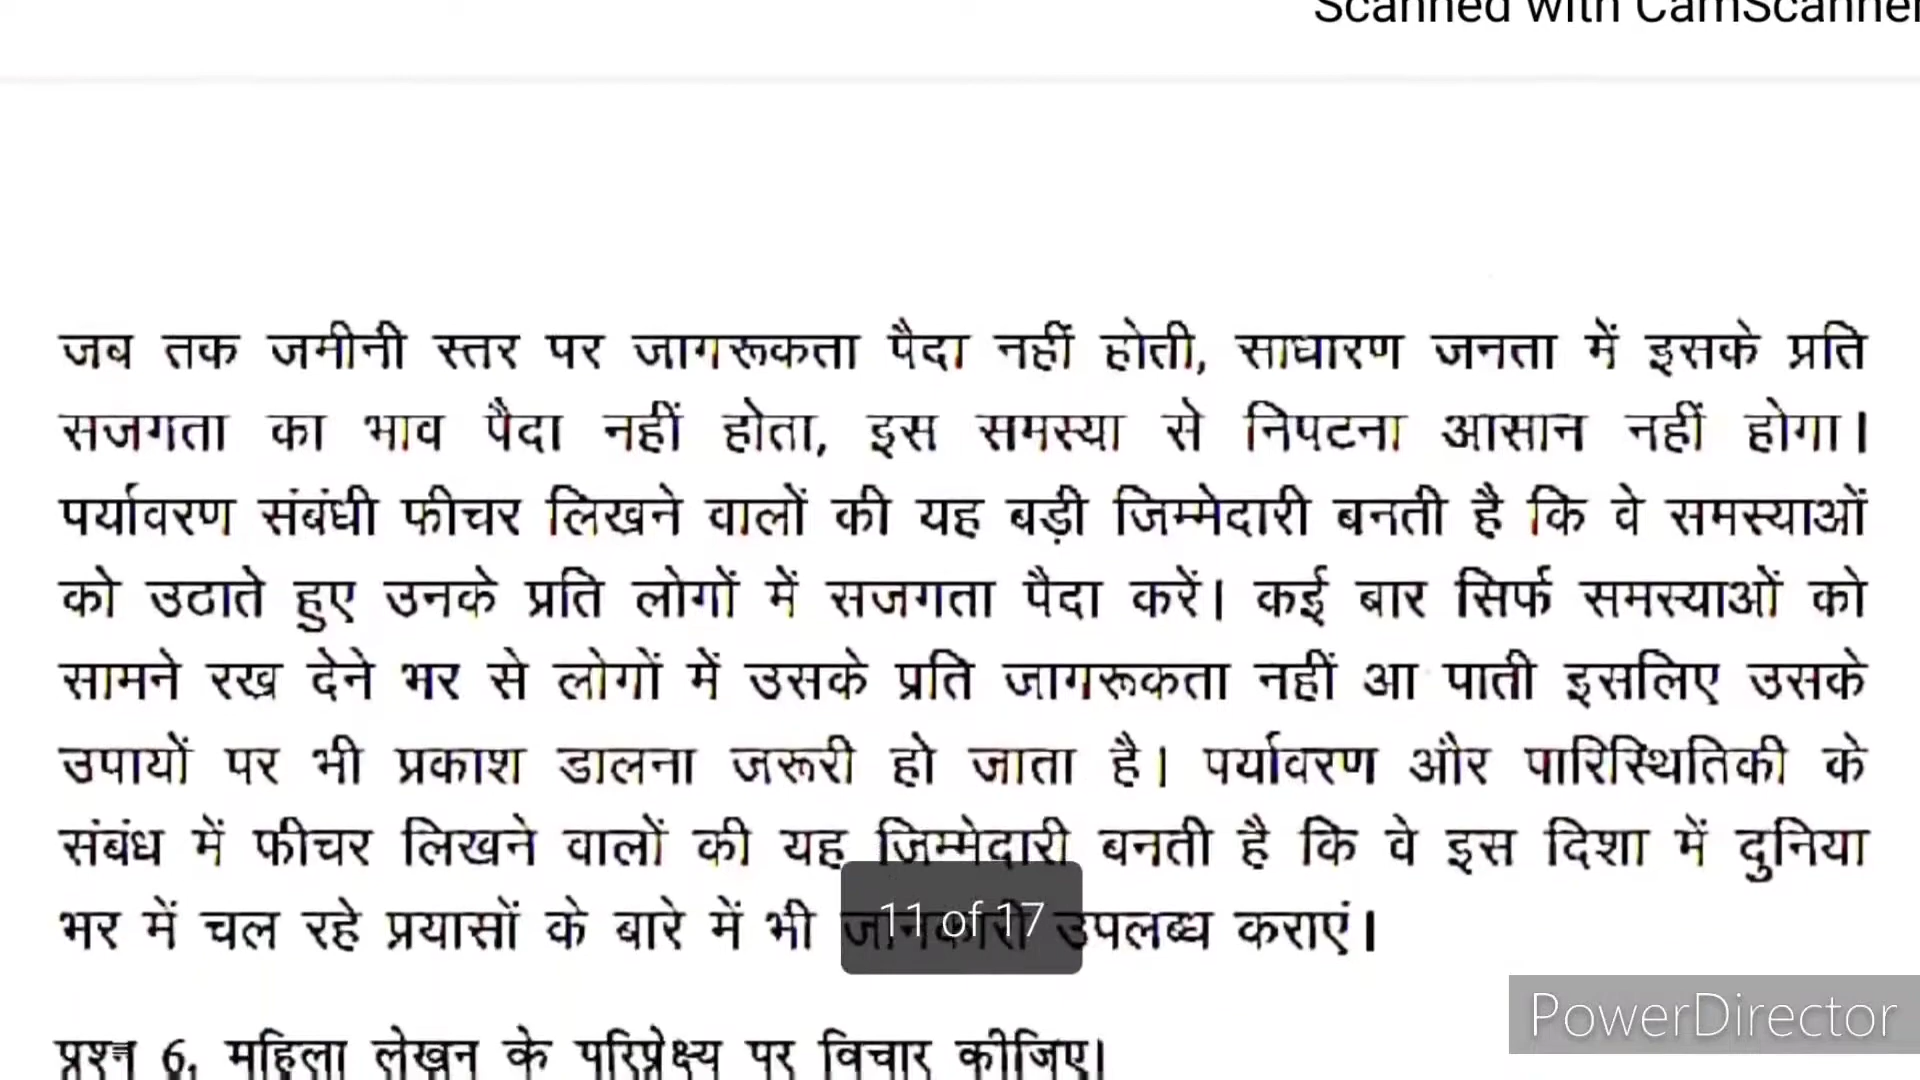 Scanned with CamScanner
जब तक जमीनी स्तर पर जागरूकता पैदा नहीं होती, साधारण जनता में इसके प्रति
सजगता का भाव पैदा नहीं होता, इस समस्या से निपटना आसान नहीं होगा।
पर्यावरण संबंधी फीचर लिखने वालों की यह बड़ी जिम्मेदारी बनती है कि वे समस्याओं
को उठाते हुए उनके प्रति लोगों में सजगता पैदा करें। कई बार सिर्फ समस्याओं को
सामने रख देने भर से लोगों में उसके प्रति जागरूकता नहीं आ पाती इसलिए उसके
उपायों पर भी प्रकाश डालना जरूरी हो जाता है। पर्यावरण और पारिस्थितिकी के
संबंध में फीचर लिखने वालों की यह जिम्मेदारी बनती है कि वे इस दिशा में दुनिया
भर में चल रहे प्रयासों के बारे में भी जानकारी उपलब्ध कराएं।
11 of 17
PowerDirector
प्रश्न 6. महिला लेखन के परिप्रेक्ष्य पर विचार कीजिए।